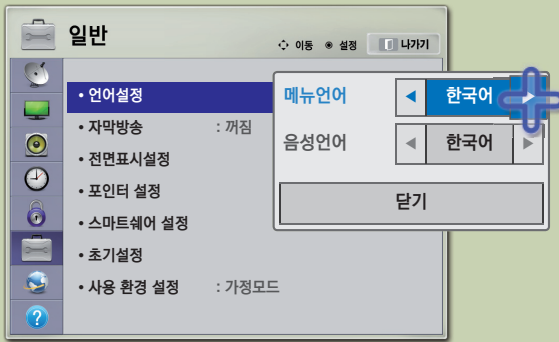 일반
이동 설정 나가기
• 언어설정
• 자막방송 : 꺼짐
• 전면표시설정
• 포인터 설정
• 스마트쉐어 설정
• 초기설정
• 사용 환경 설정 : 가정모드
메뉴언어 ◀ 한국어 ▶
음성언어 ◀ 한국어 ▶
닫기
?